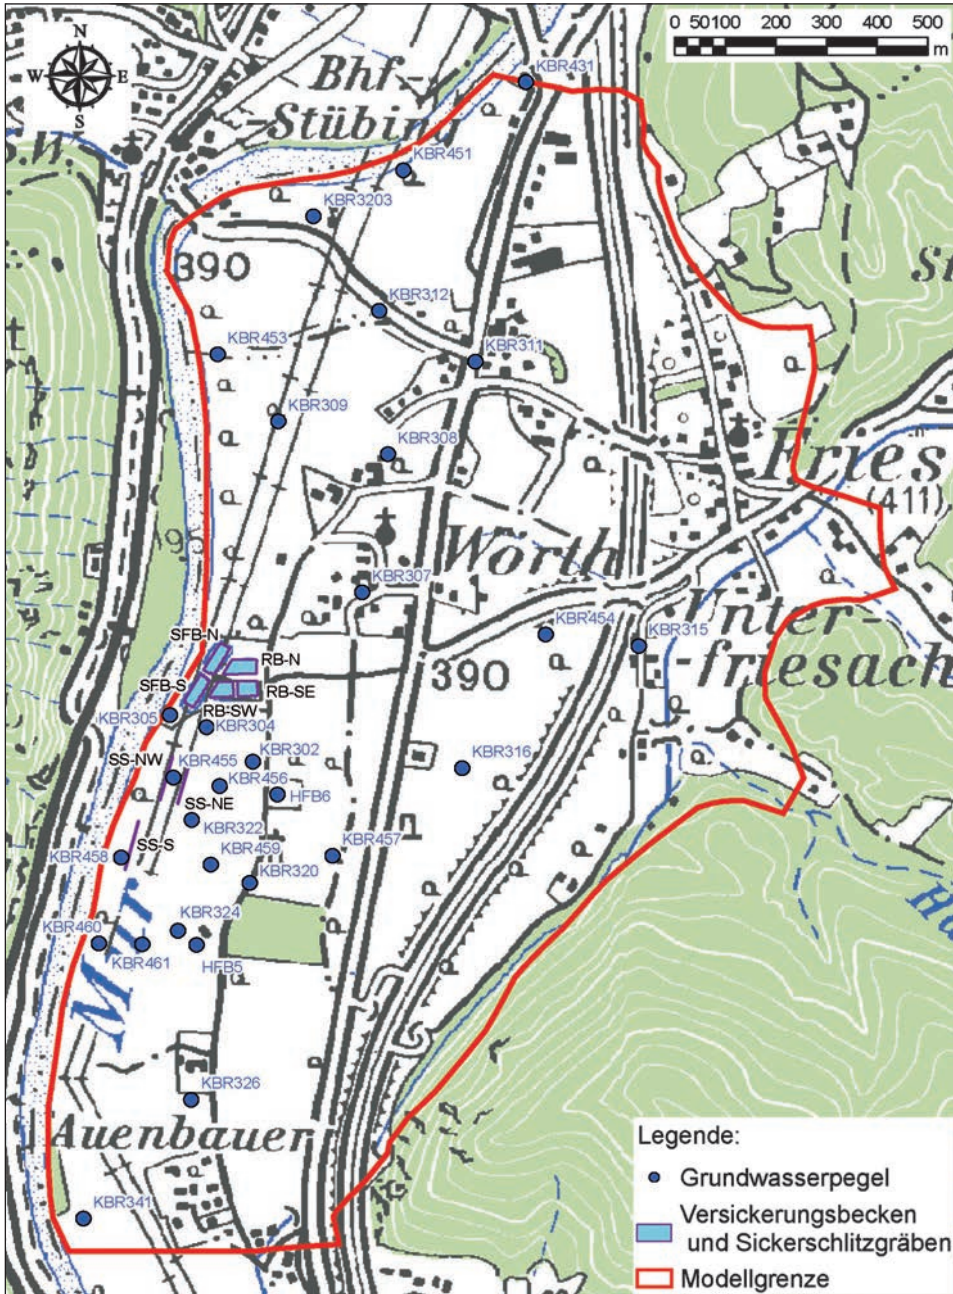 N
W E
S
0 50100 200 300 400 500
m
KBR431
Bhf-
-Stübing
S.W.
KBR451
KBR3203
390
KBR312
KBR453
KBR311
KBR309
KBR308
Fries
(411)
Wörth
KBR307
KBR454
KBR315
Unter-
friesach
390
SFB-N
RB-N
SFB-S
RB-SE
RB-SW
KBR305
KBR304
SS-NW
KBR302
KBR455
KBR316
KBR456
HFB6
SS-NE
KBR322
SS-S
KBR457
KBR458
KBR459
KBR320
KBR324
KBR460
KBR461
HFB5
Mur
KBR326
Auenbauer
KBR341
Legende:
Grundwasserpegel
Versickerungsbecken
und Sickerschlitzgräben
Modellgrenze